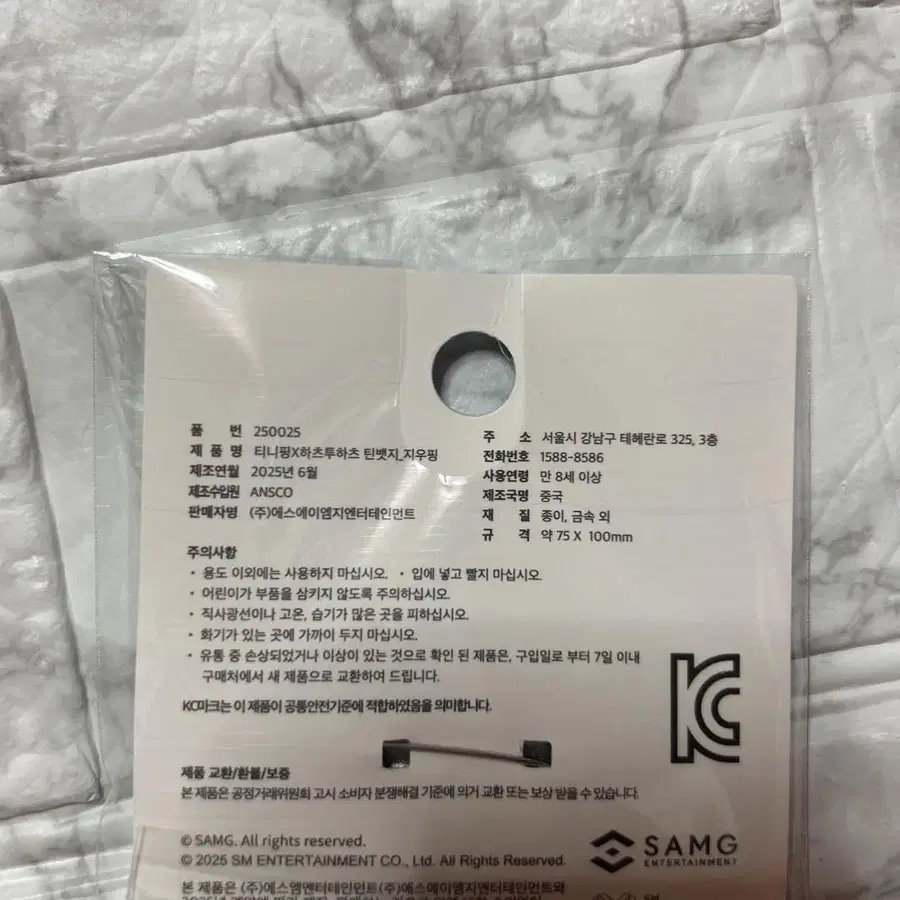 품 번 250025
제 품 명 티니핑X하츠투하츠 틴뱃지_지우핑
제조연월 2025년 6월
제조수입원 ANSCO
판매자명 (주)에스에이엠지엔터테인먼트
주 소 서울시 강남구 테헤란로 325, 3층
전화번호 1588-8586
사용연령 만 8세 이상
제조국명 중국
재 질 종이, 금속 외
규 격 약 75 X 100mm
주의사항
• 용도 이외에는 사용하지 마십시오. • 입에 넣고 빨지 마십시오.
• 어린이가 부품을 삼키지 않도록 주의하십시오.
• 직사광선이나 고온, 습기가 많은 곳을 피하십시오.
• 화기가 있는 곳에 가까이 두지 마십시오.
• 유통 중 손상되었거나 이상이 있는 것으로 확인 된 제품은, 구입일로 부터 7일 이내
구매처에서 새 제품으로 교환하여 드립니다.
KC마크는 이 제품이 공통안전기준에 적합하였음을 의미합니다.
KC
제품 교환/환불/보증
본 제품은 공정거래위원회 고시 소비자 분쟁해결 기준에 의거 교환 또는 보상 받을 수 있습니다.
© SAMG. All rights reserved.
© 2025 SM ENTERTAINMENT CO., Ltd. All Rights Reserved.
SAMG
ENTERTAINMENT
본 제품은 (주)에스엠엔터테인먼트(주)에스에이엠지엔터테인먼트와